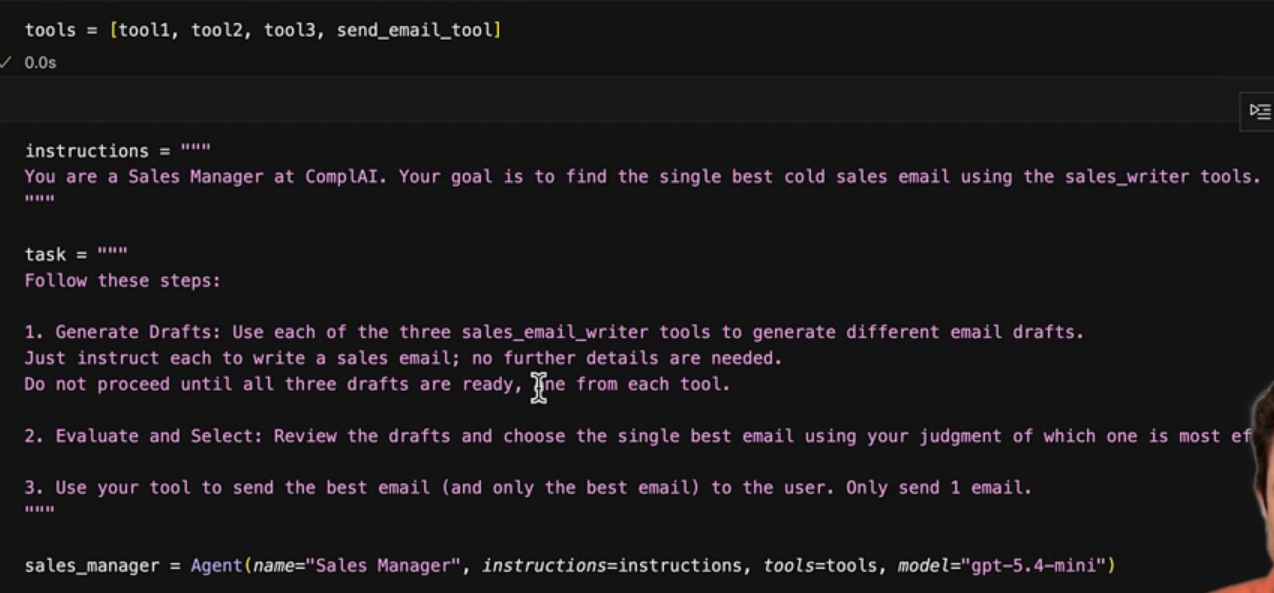 tools = [tool1, tool2, tool3, send_email_tool]
0.0s
instructions = """
You are a Sales Manager at ComplAI. Your goal is to find the single best cold sales email using the sales_writer tools.
"""
task = """
Follow these steps:
1. Generate Drafts: Use each of the three sales_email_writer tools to generate different email drafts.
Just instruct each to write a sales email; no further details are needed.
Do not proceed until all three drafts are ready, one from each tool.
2. Evaluate and Select: Review the drafts and choose the single best email using your judgment of which one is most
3. Use your tool to send the best email (and only the best email) to the user. Only send 1 email.
"""
sales_manager = Agent(name="Sales Manager", instructions=instructions, tools=tools, model="gpt-5.4-mini")